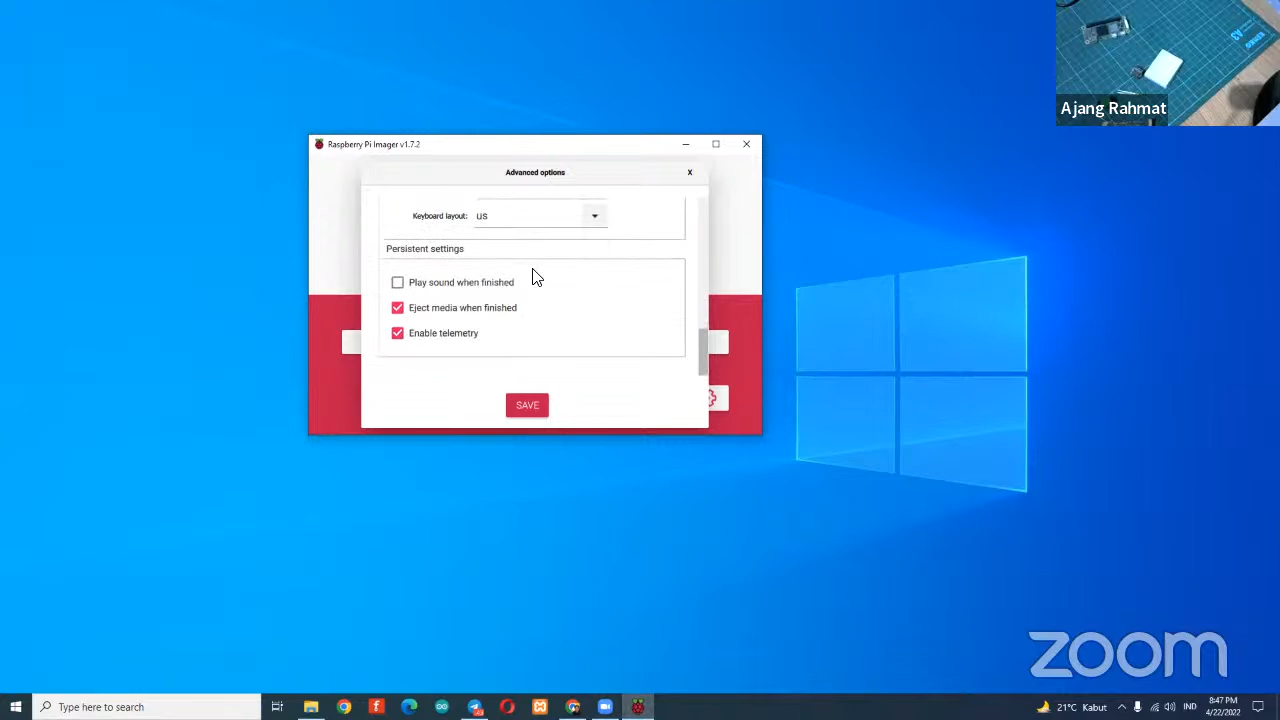 Ajang Rahmat
Raspberry Pi Imager v1.7.2
Advanced options
X
Keyboard layout: us
Persistent settings
Play sound when finished
Eject media when finished
Enable telemetry
SAVE
zoom
Type here to search
21°C Kabut
IND
8:47 PM
4/22/2022